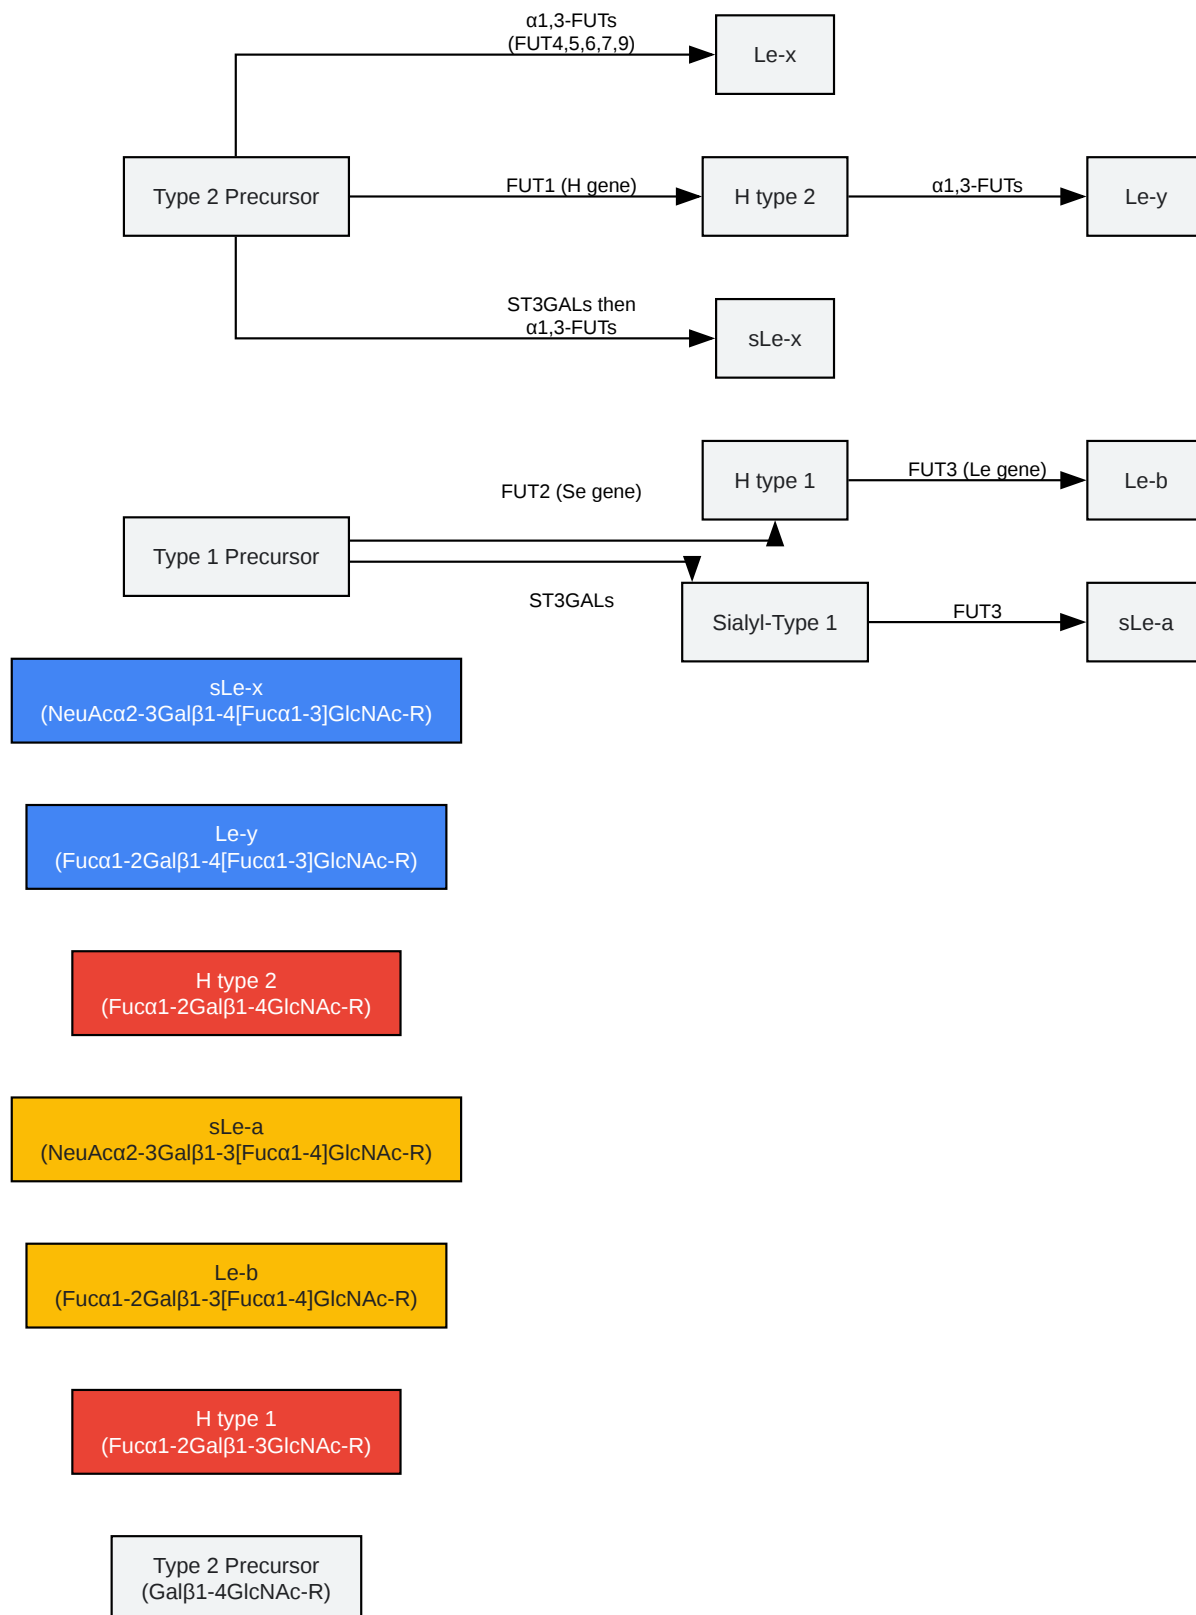 α1,3-FUTs
(FUT4,5,6,7,9)
Le-x
Type 2 Precursor
FUT1 (H gene)
H type 2
α1,3-FUTs
Le-y
ST3GALs then
α1,3-FUTs
sLe-x
H type 1
FUT3 (Le gene)
Le-b
FUT2 (Se gene)
Type 1 Precursor
ST3GALs
Sialyl-Type 1
FUT3
sLe-a
sLe-x
(NeuAcα2-3Galβ1-4[Fucα1-3]GlcNAc-R)
Le-y
(Fucα1-2Galβ1-4[Fucα1-3]GlcNAc-R)
H type 2
(Fucα1-2Galβ1-4GlcNAc-R)
sLe-a
(NeuAcα2-3Galβ1-3[Fucα1-4]GlcNAc-R)
Le-b
(Fucα1-2Galβ1-3[Fucα1-4]GlcNAc-R)
H type 1
(Fucα1-2Galβ1-3GlcNAc-R)
Type 2 Precursor
(Galβ1-4GlcNAc-R)